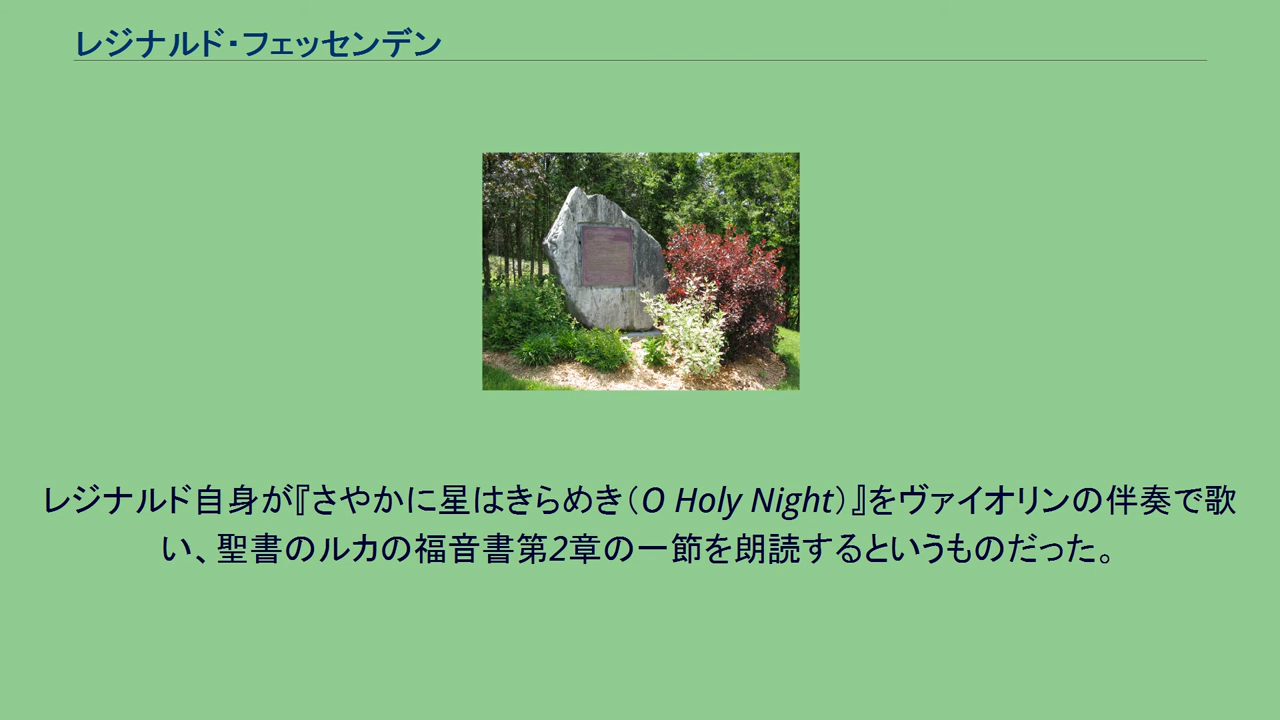 レジナルド・フェッセンデン
レジナルド自身が『さやかに星はきらめき（O Holy Night）』をヴァイオリンの伴奏で歌
い、聖書のルカの福音書第2章の一節を朗読するというものだった。